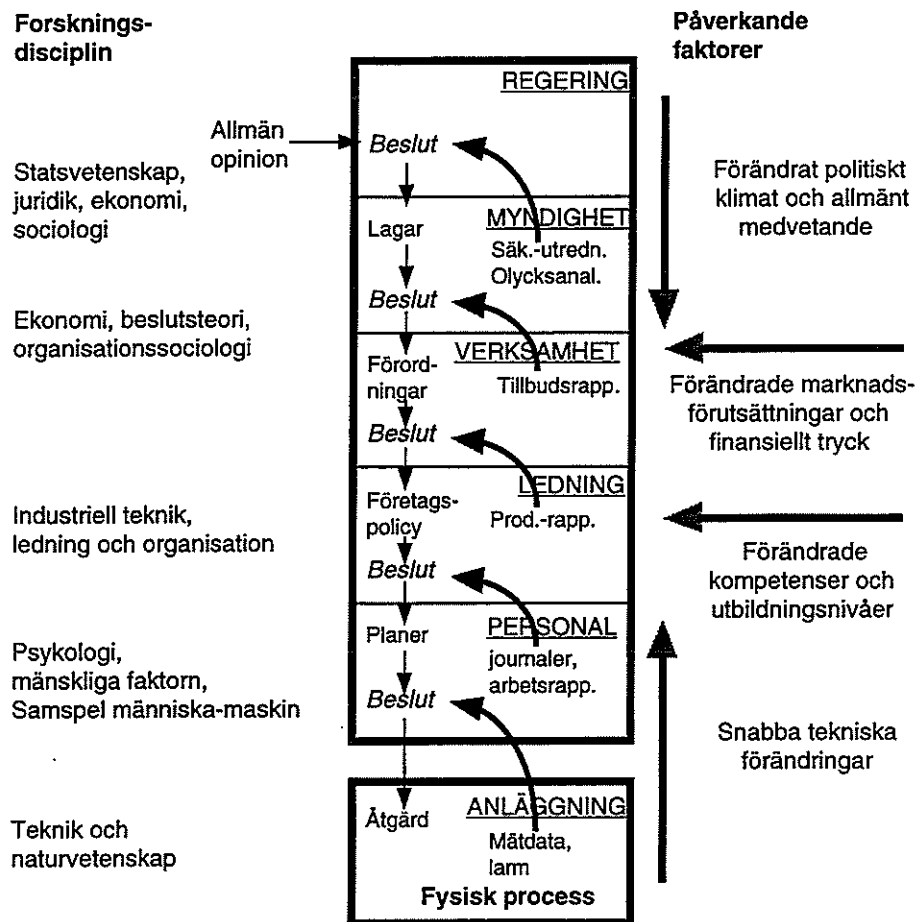 Forsknings-
disciplin
Påverkande
faktorer
REGERING
Allmän
opinion
Beslut
Statsvetenskap,
juridik, ekonomi,
sociologi
Förändrat politiskt
klimat och allmänt
medvetande
MYNDIGHET
Lagar
Säk.-utredn.
Olycksanal.
Beslut
Ekonomi, beslutsteori,
organisationssociologi
VERKSAMHET
Förord-
ningar
Tillbudsrapp.
Beslut
Förändrade marknads-
förutsättningar och
finansiellt tryck
LEDNING
Företags-
policy
Prod.-rapp.
Beslut
Industriell teknik,
ledning och organisation
Förändrade
kompetenser och
utbildningsnivåer
PERSONAL
Planer
journaler,
arbetsrapp.
Beslut
Psykologi,
mänskliga faktorn,
Samspel människa-maskin
Snabba tekniska
förändringar
ANLÄGGNING
Åtgärd
Mätdata,
larm
Fysisk process
Teknik och
naturvetenskap